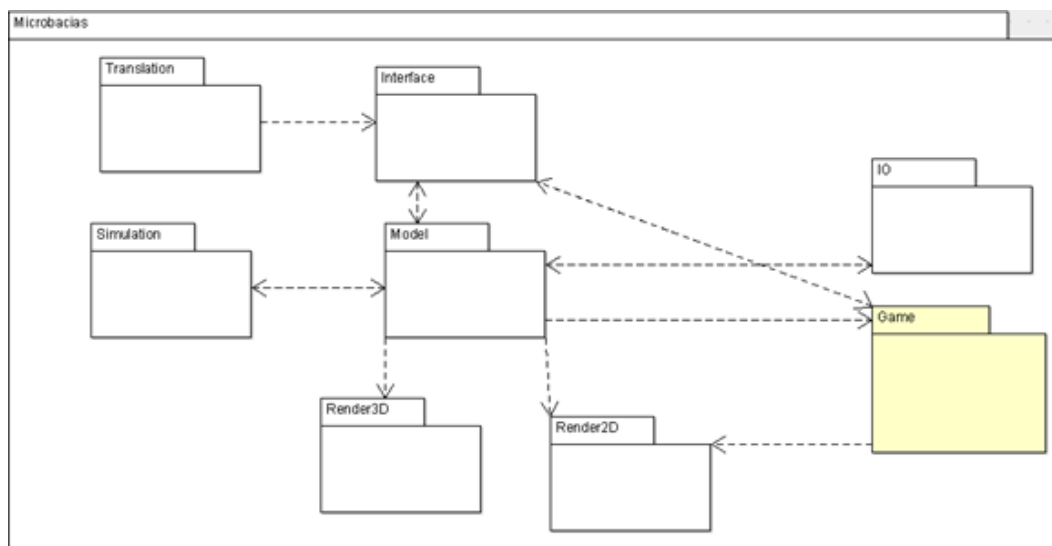 Microbacias
Translation
Interface
IO
Simulation
Model
Game
Render3D
Render2D